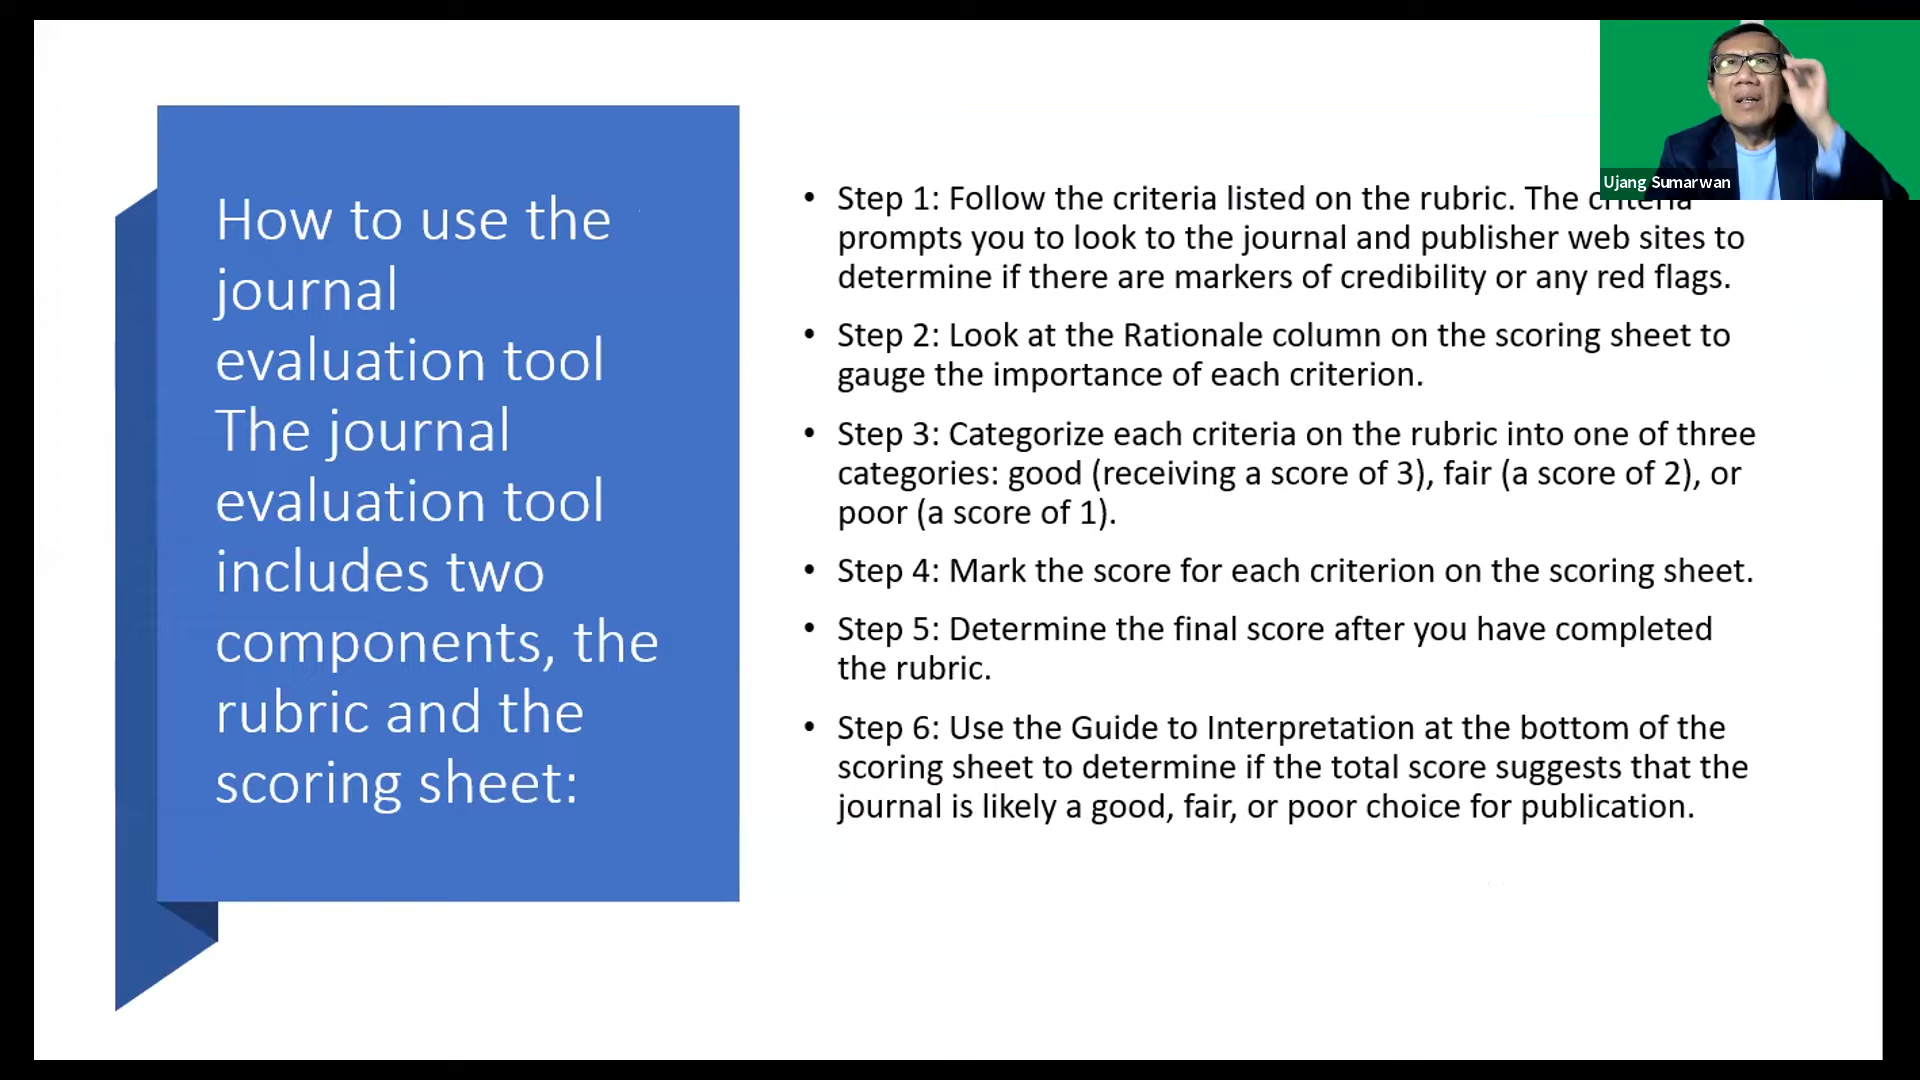 How to use the
journal
evaluation tool
The journal
evaluation tool
includes two
components, the
rubric and the
scoring sheet:
• Step 1: Follow the criteria listed on the rubric. The criteria
prompts you to look to the journal and publisher web sites to
determine if there are markers of credibility or any red flags.
• Step 2: Look at the Rationale column on the scoring sheet to
gauge the importance of each criterion.
• Step 3: Categorize each criteria on the rubric into one of three
categories: good (receiving a score of 3), fair (a score of 2), or
poor (a score of 1).
• Step 4: Mark the score for each criterion on the scoring sheet.
• Step 5: Determine the final score after you have completed
the rubric.
• Step 6: Use the Guide to Interpretation at the bottom of the
scoring sheet to determine if the total score suggests that the
journal is likely a good, fair, or poor choice for publication.
Ujang Sumarwan